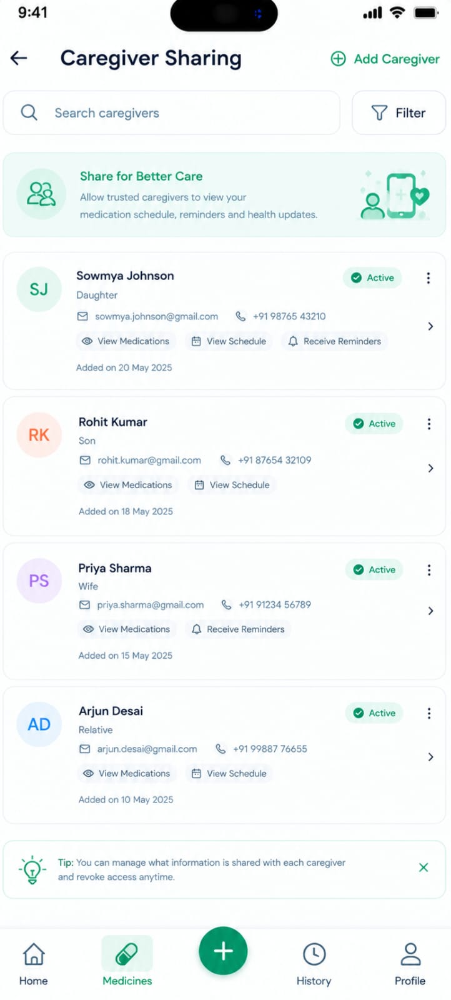 9:41
Caregiver Sharing
Add Caregiver
Search caregivers
Filter
Share for Better Care
Allow trusted caregivers to view your
medication schedule, reminders and health updates.
SJ
Sowmya Johnson
Active
Daughter
sowmya.johnson@gmail.com +91 98765 43210
View Medications View Schedule Receive Reminders
Added on 20 May 2025
RK
Rohit Kumar
Active
Son
rohit.kumar@gmail.com +91 87654 32109
View Medications View Schedule
Added on 18 May 2025
PS
Priya Sharma
Active
Wife
priya.sharma@gmail.com +91 91234 56789
View Medications Receive Reminders
Added on 15 May 2025
AD
Arjun Desai
Active
Relative
arjun.desai@gmail.com +91 99887 76655
View Medications View Schedule
Added on 10 May 2025
Tip: You can manage what information is shared with each caregiver
and revoke access anytime.
Home Medicines History Profile